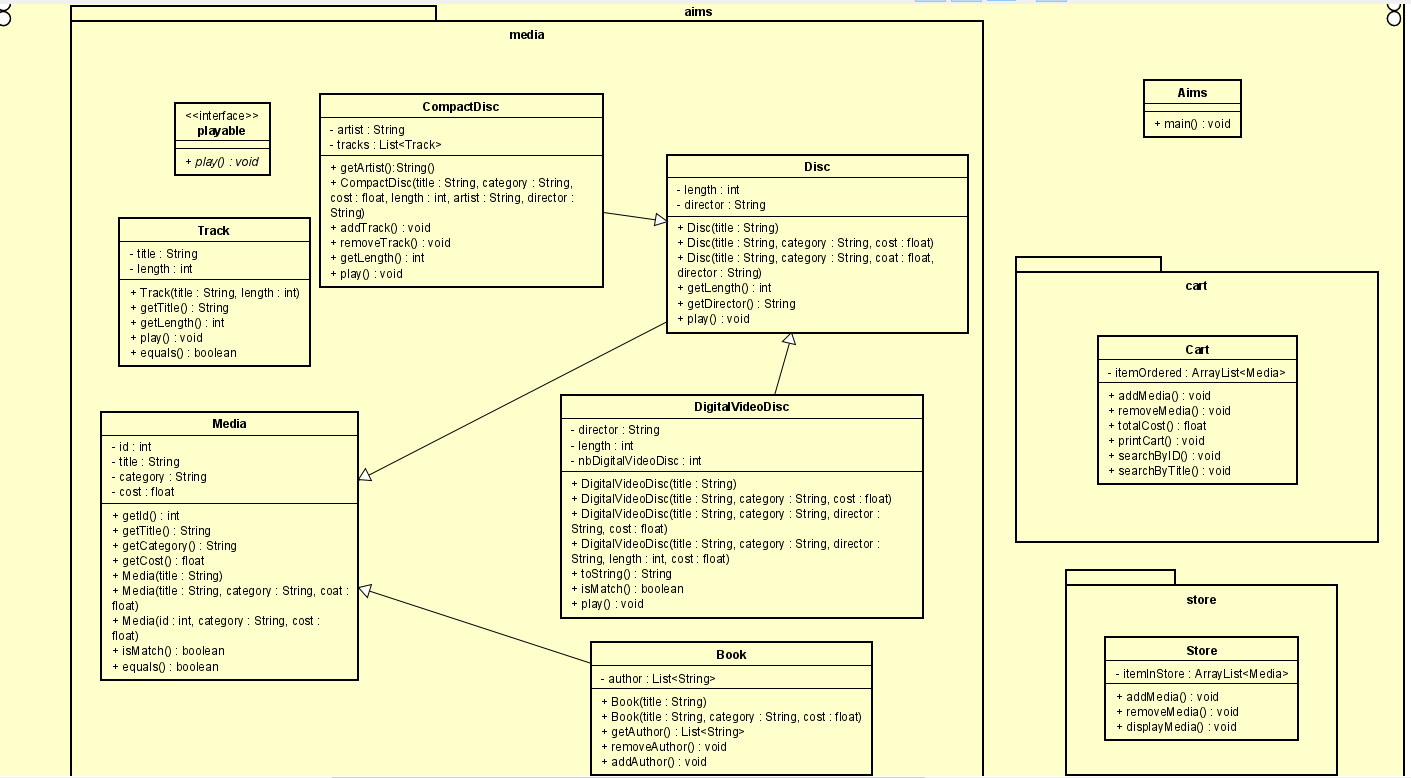 aims
media
<<interface>>
playable
+ play() : void
CompactDisc
- artist : String
- tracks : List<Track>
+ getArtist():String()
+ CompactDisc(title : String, category : String,
cost : float, length : int, artist : String, director :
String)
+ addTrack() : void
+ removeTrack() : void
+ getLength() : int
+ play() : void
Disc
- length : int
- director : String
+ Disc(title : String)
+ Disc(title : String, category : String, cost : float)
+ Disc(title : String, category : String, coat : float,
director : String)
+ getLength() : int
+ getDirector() : String
+ play() : void
Track
- title : String
- length : int
+ Track(title : String, length : int)
+ getTitle() : String
+ getLength() : int
+ play() : void
+ equals() : boolean
Media
- id : int
- title : String
- category : String
- cost : float
+ getId() : int
+ getTitle() : String
+ getCategory() : String
+ getCost() : float
+ Media(title : String)
+ Media(title : String, category : String, coat :
float)
+ Media(id : int, category : String, cost :
float)
+ isMatch() : boolean
+ equals() : boolean
DigitalVideoDisc
- director : String
- length : int
- nbDigitalVideoDisc : int
+ DigitalVideoDisc(title : String)
+ DigitalVideoDisc(title : String, category : String, cost : float)
+ DigitalVideoDisc(title : String, category : String, director :
String, cost : float)
+ DigitalVideoDisc(title : String, category : String, director :
String, length : int, cost : float)
+ toString() : String
+ isMatch() : boolean
+ play() : void
Book
- author : List<String>
+ Book(title : String)
+ Book(title : String, category : String, cost : float)
+ getAuthor() : List<String>
+ removeAuthor() : void
+ addAuthor() : void
Aims
+ main() : void
cart
Cart
- itemOrdered : ArrayList<Media>
+ addMedia() : void
+ removeMedia() : void
+ totalCost() : float
+ printCart() : void
+ searchByID() : void
+ searchByTitle() : void
store
Store
- itemInStore : ArrayList<Media>
+ addMedia() : void
+ removeMedia() : void
+ displayMedia() : void